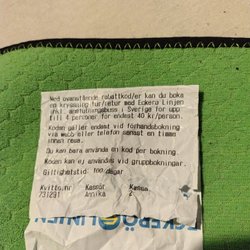 Med ovanstående rabattkod/er kan du boka
en kryssning tur/retur med Eckerö Linjen
inkl. anslutningsbuss i Sverige för upp
till 4 personer för endast 40 kr/person.
Koden gäller endast vid förhandsbokning
via webb eller telefon senast en timme
innan resa.
Du kan bara använda en kod per bokning.
Koden kan ej användas vid gruppbokningar.
Giltighetstid: 100 dagar
Kvitto.nr Kassör Kassa
731291 Annika 2
ECKERÖ LINJEN